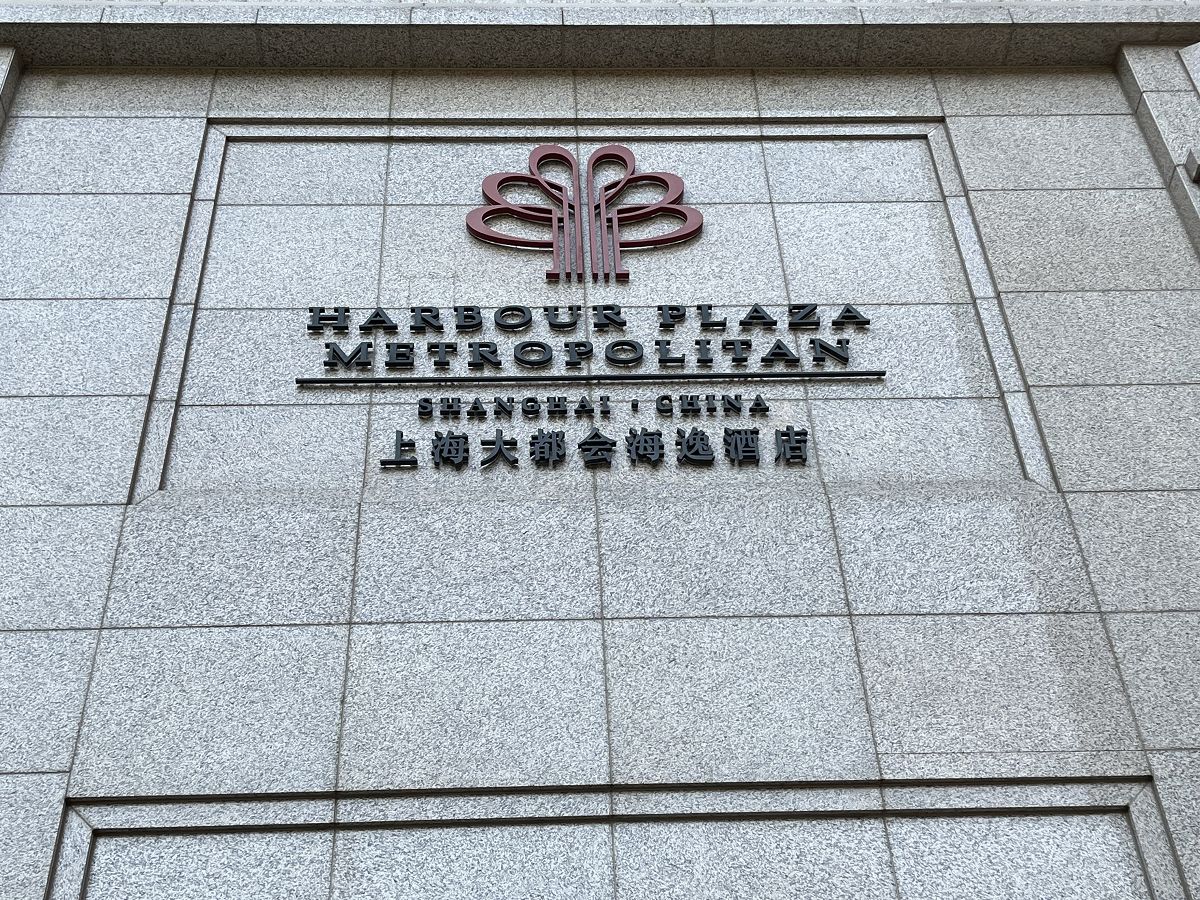 HARBOUR PLAZA
METROPOLITAN
SHANGHAI · CHINA
上海大都会海逸酒店